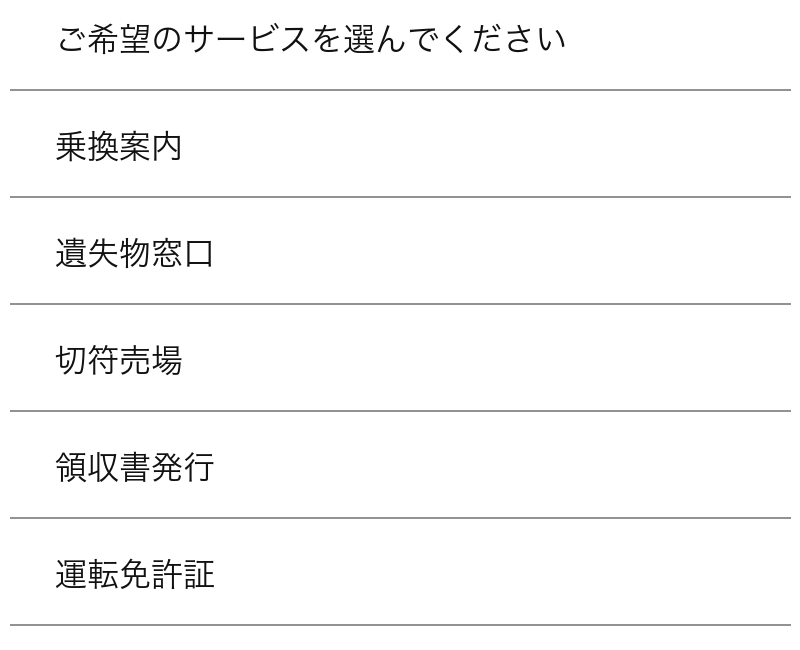 ご希望のサービスを選んでください
乗換案内
遺失物窓口
切符売場
領収書発行
運転免許証